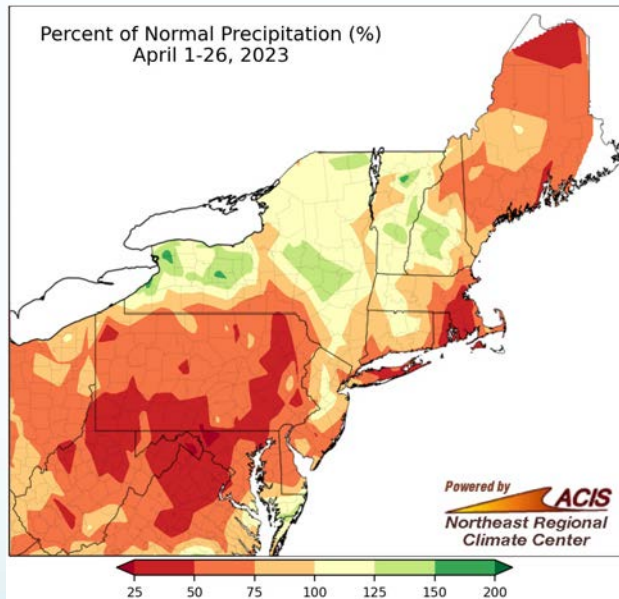 Percent of Normal Precipitation (%)
April 1-26, 2023
Powered by
ACIS
Northeast Regional
Climate Center
25 50 75 100 125 150 200